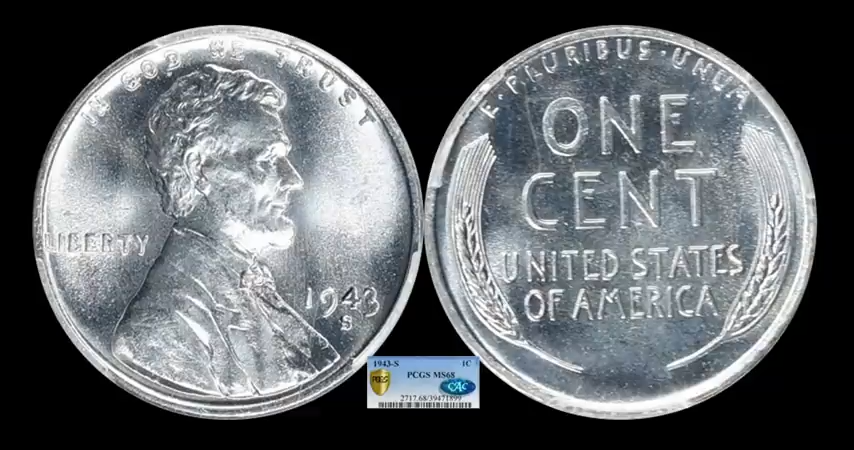 IN GOD WE TRUST
LIBERTY
1943
S
E·PLURIBUS·UNUM
ONE
CENT
UNITED STATES
OF AMERICA
1943-S 1C
PCGS MS68
PCGS CAC
2717.68/39471899